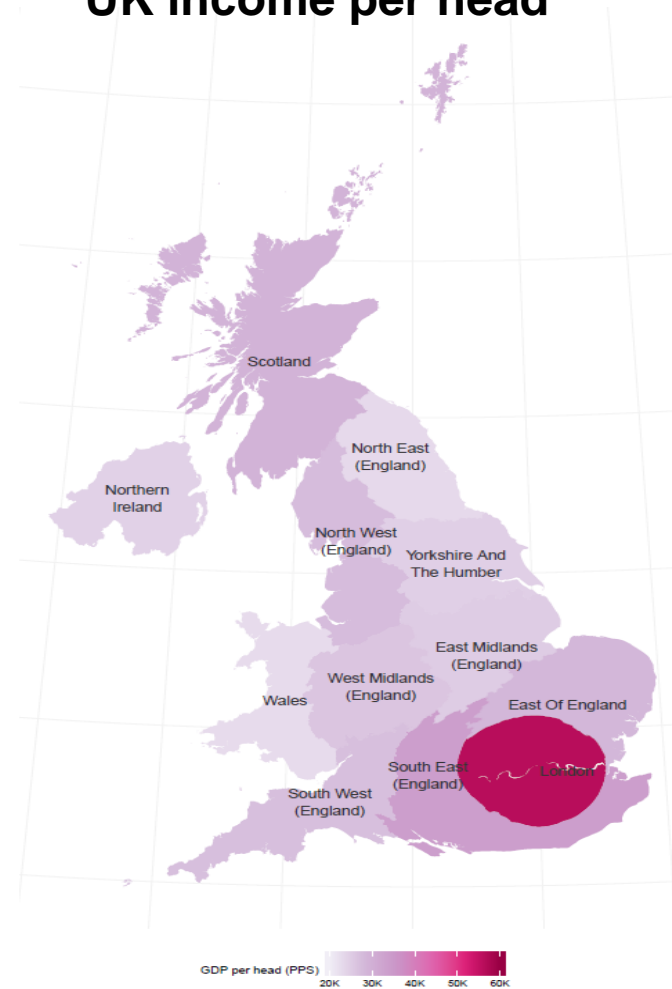 UK income per head
Scotland
North East
(England)
Northern
Ireland
North West
(England)
Yorkshire And
The Humber
East Midlands
(England)
West Midlands
(England)
Wales
East Of England
South East
(England)
London
South West
(England)
GDP per head (PPS)
20K 30K 40K 50K 60K